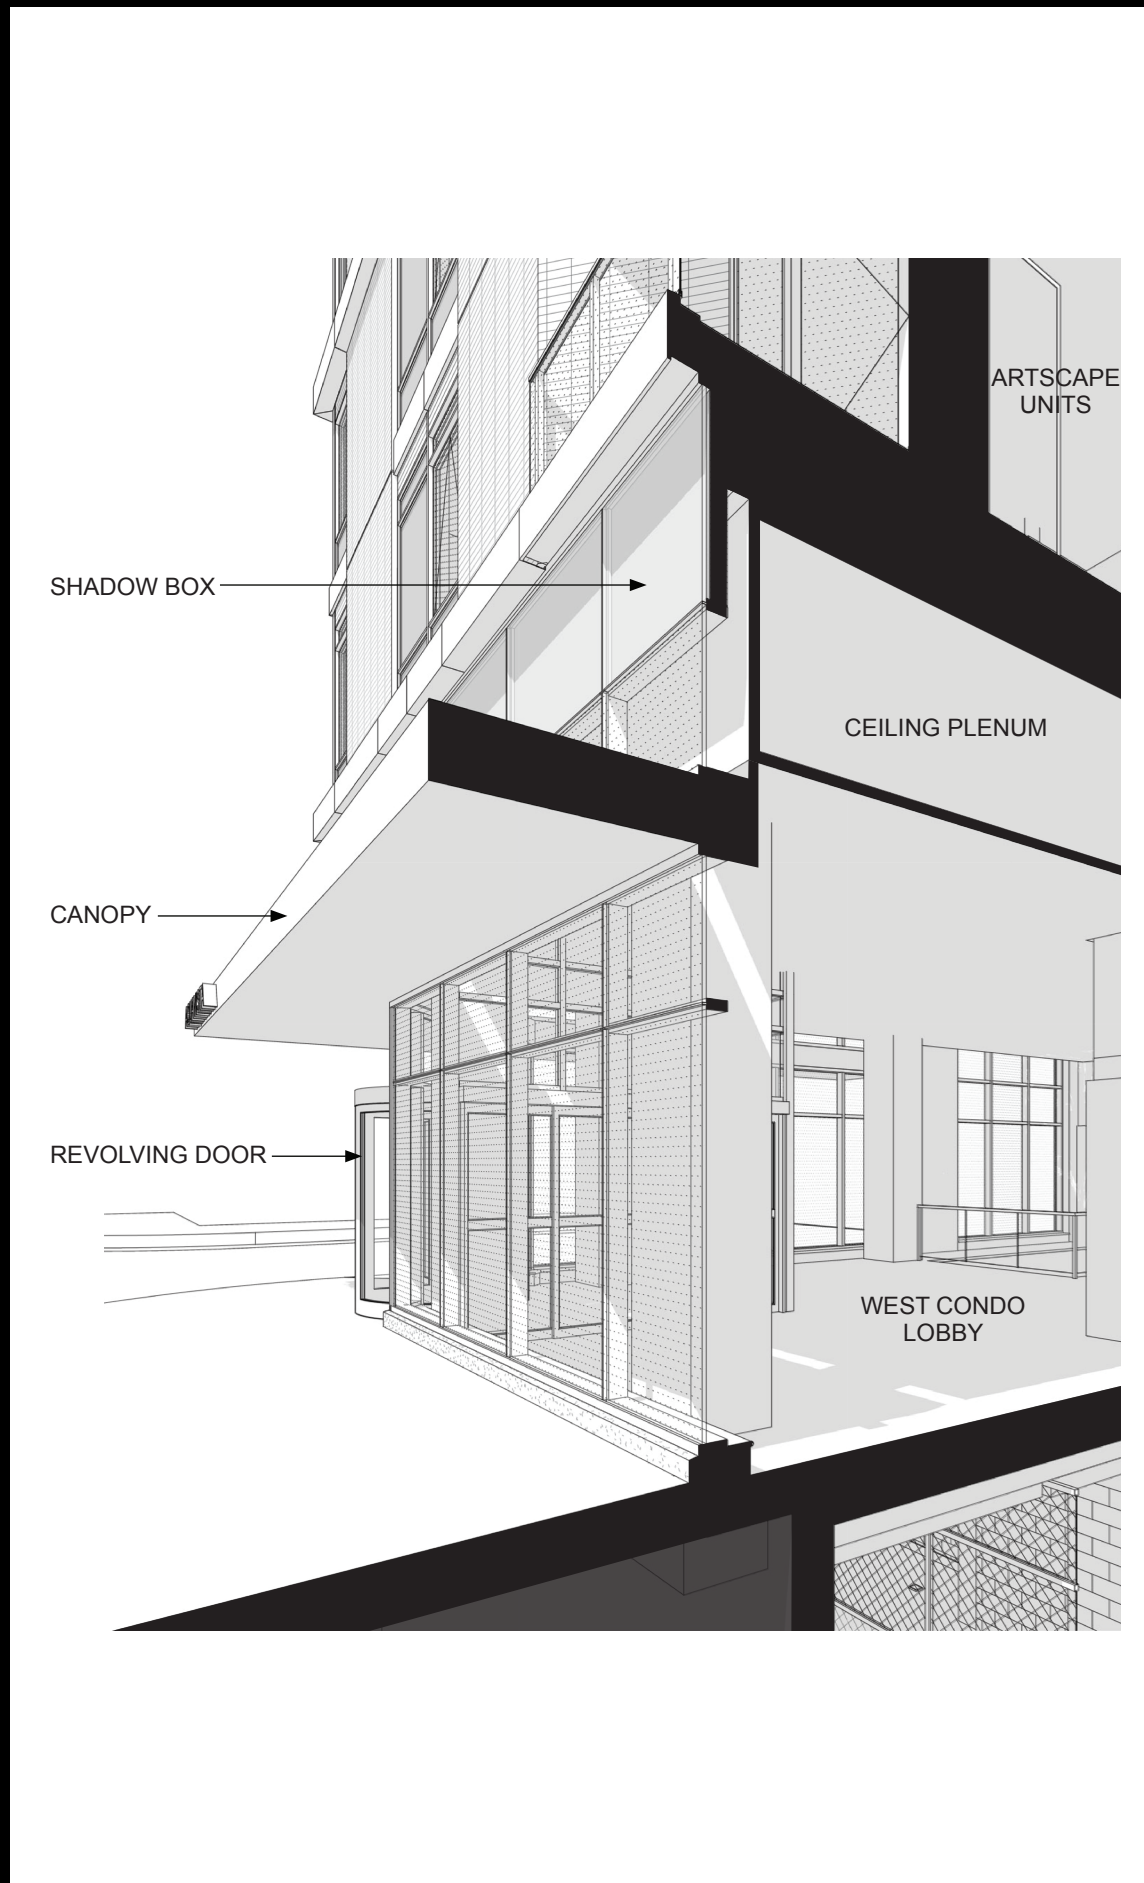 ARTSCAPE
UNITS
SHADOW BOX
CEILING PLENUM
CANOPY
REVOLVING DOOR
WEST CONDO
LOBBY